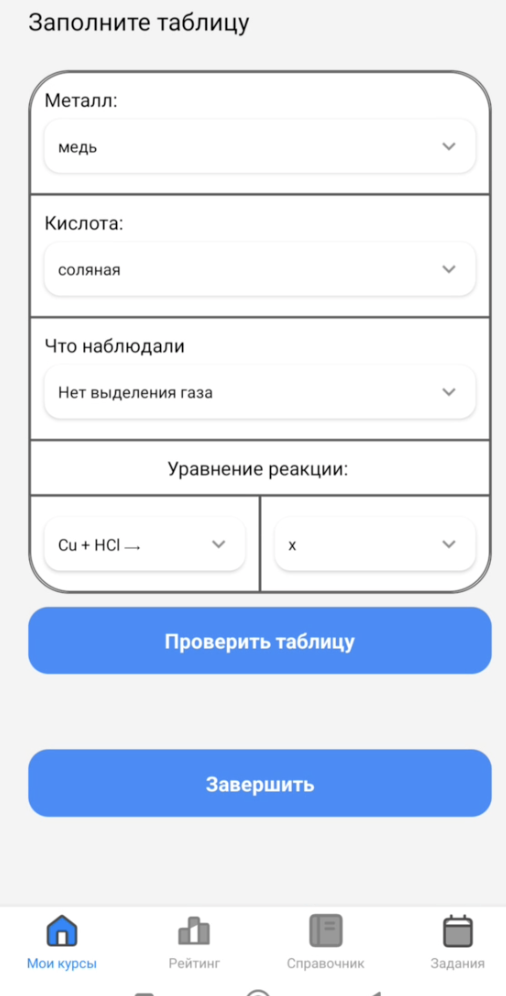 Заполните таблицу
Металл:
медь
Кислота:
соляная
Что наблюдали
Нет выделения газа
Уравнение реакции:
Cu + HCl →
x
Проверить таблицу
Завершить
Мои курсы
Рейтинг
Справочник
Задания